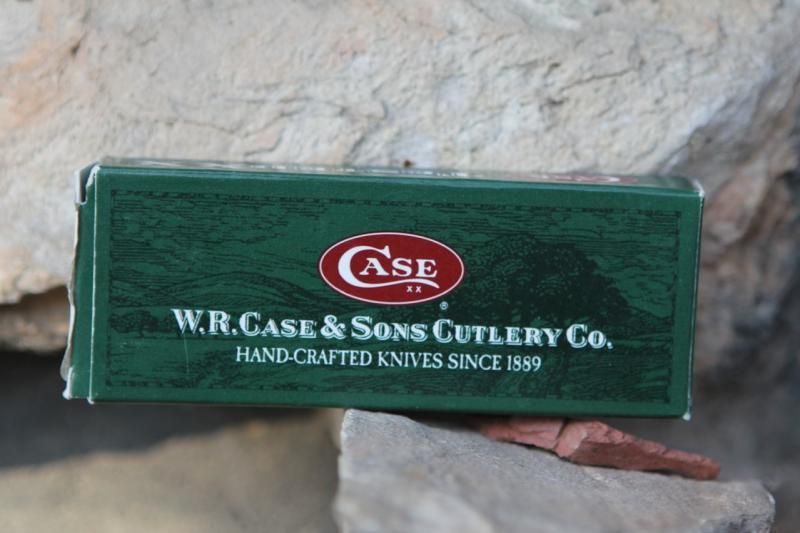 CASE
XX
®
W.R. CASE & SONS CUTLERY CO.
HAND-CRAFTED KNIVES SINCE 1889